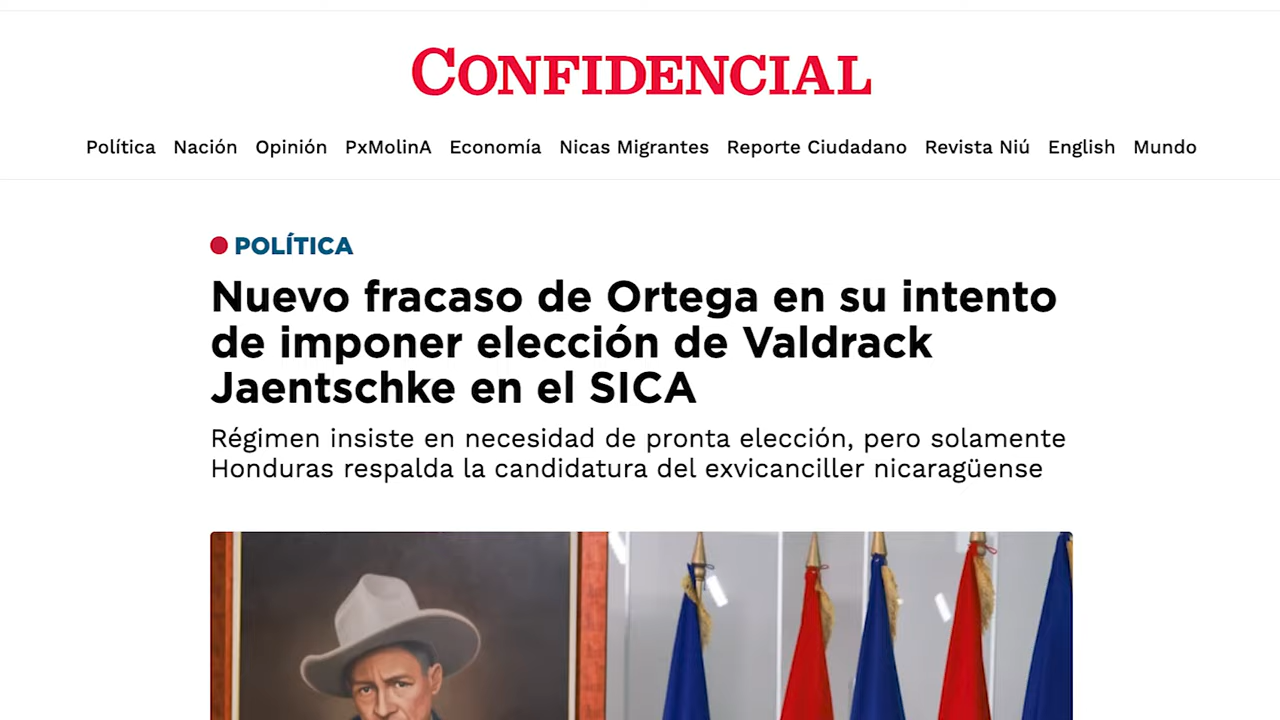 CONFIDENCIAL
Política Nación Opinión PxMolinA Economía Nicas Migrantes Reporte Ciudadano Revista Niú English Mundo
POLÍTICA
Nuevo fracaso de Ortega en su intento
de imponer elección de Valdrack
Jaentschke en el SICA
Régimen insiste en necesidad de pronta elección, pero solamente
Honduras respalda la candidatura del exvicanciller nicaragüense